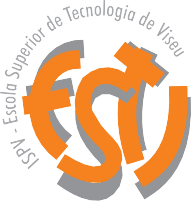 ISPV - Escola Superior de Tecnologia de Viseu
ESTV